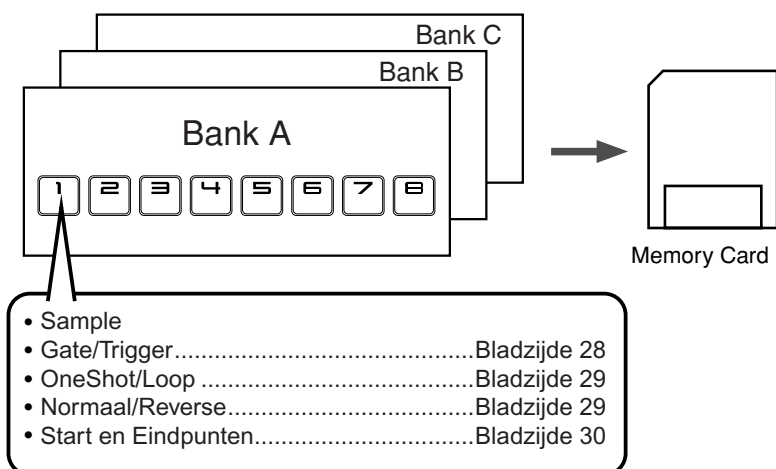 Bank C
Bank B
Bank A
1 2 3 4 5 6 7 8
Memory Card
• Sample
• Gate/Trigger..............................................Bladzijde 28
• OneShot/Loop ..........................................Bladzijde 29
• Normaal/Reverse......................................Bladzijde 29
• Start en Eindpunten..................................Bladzijde 30